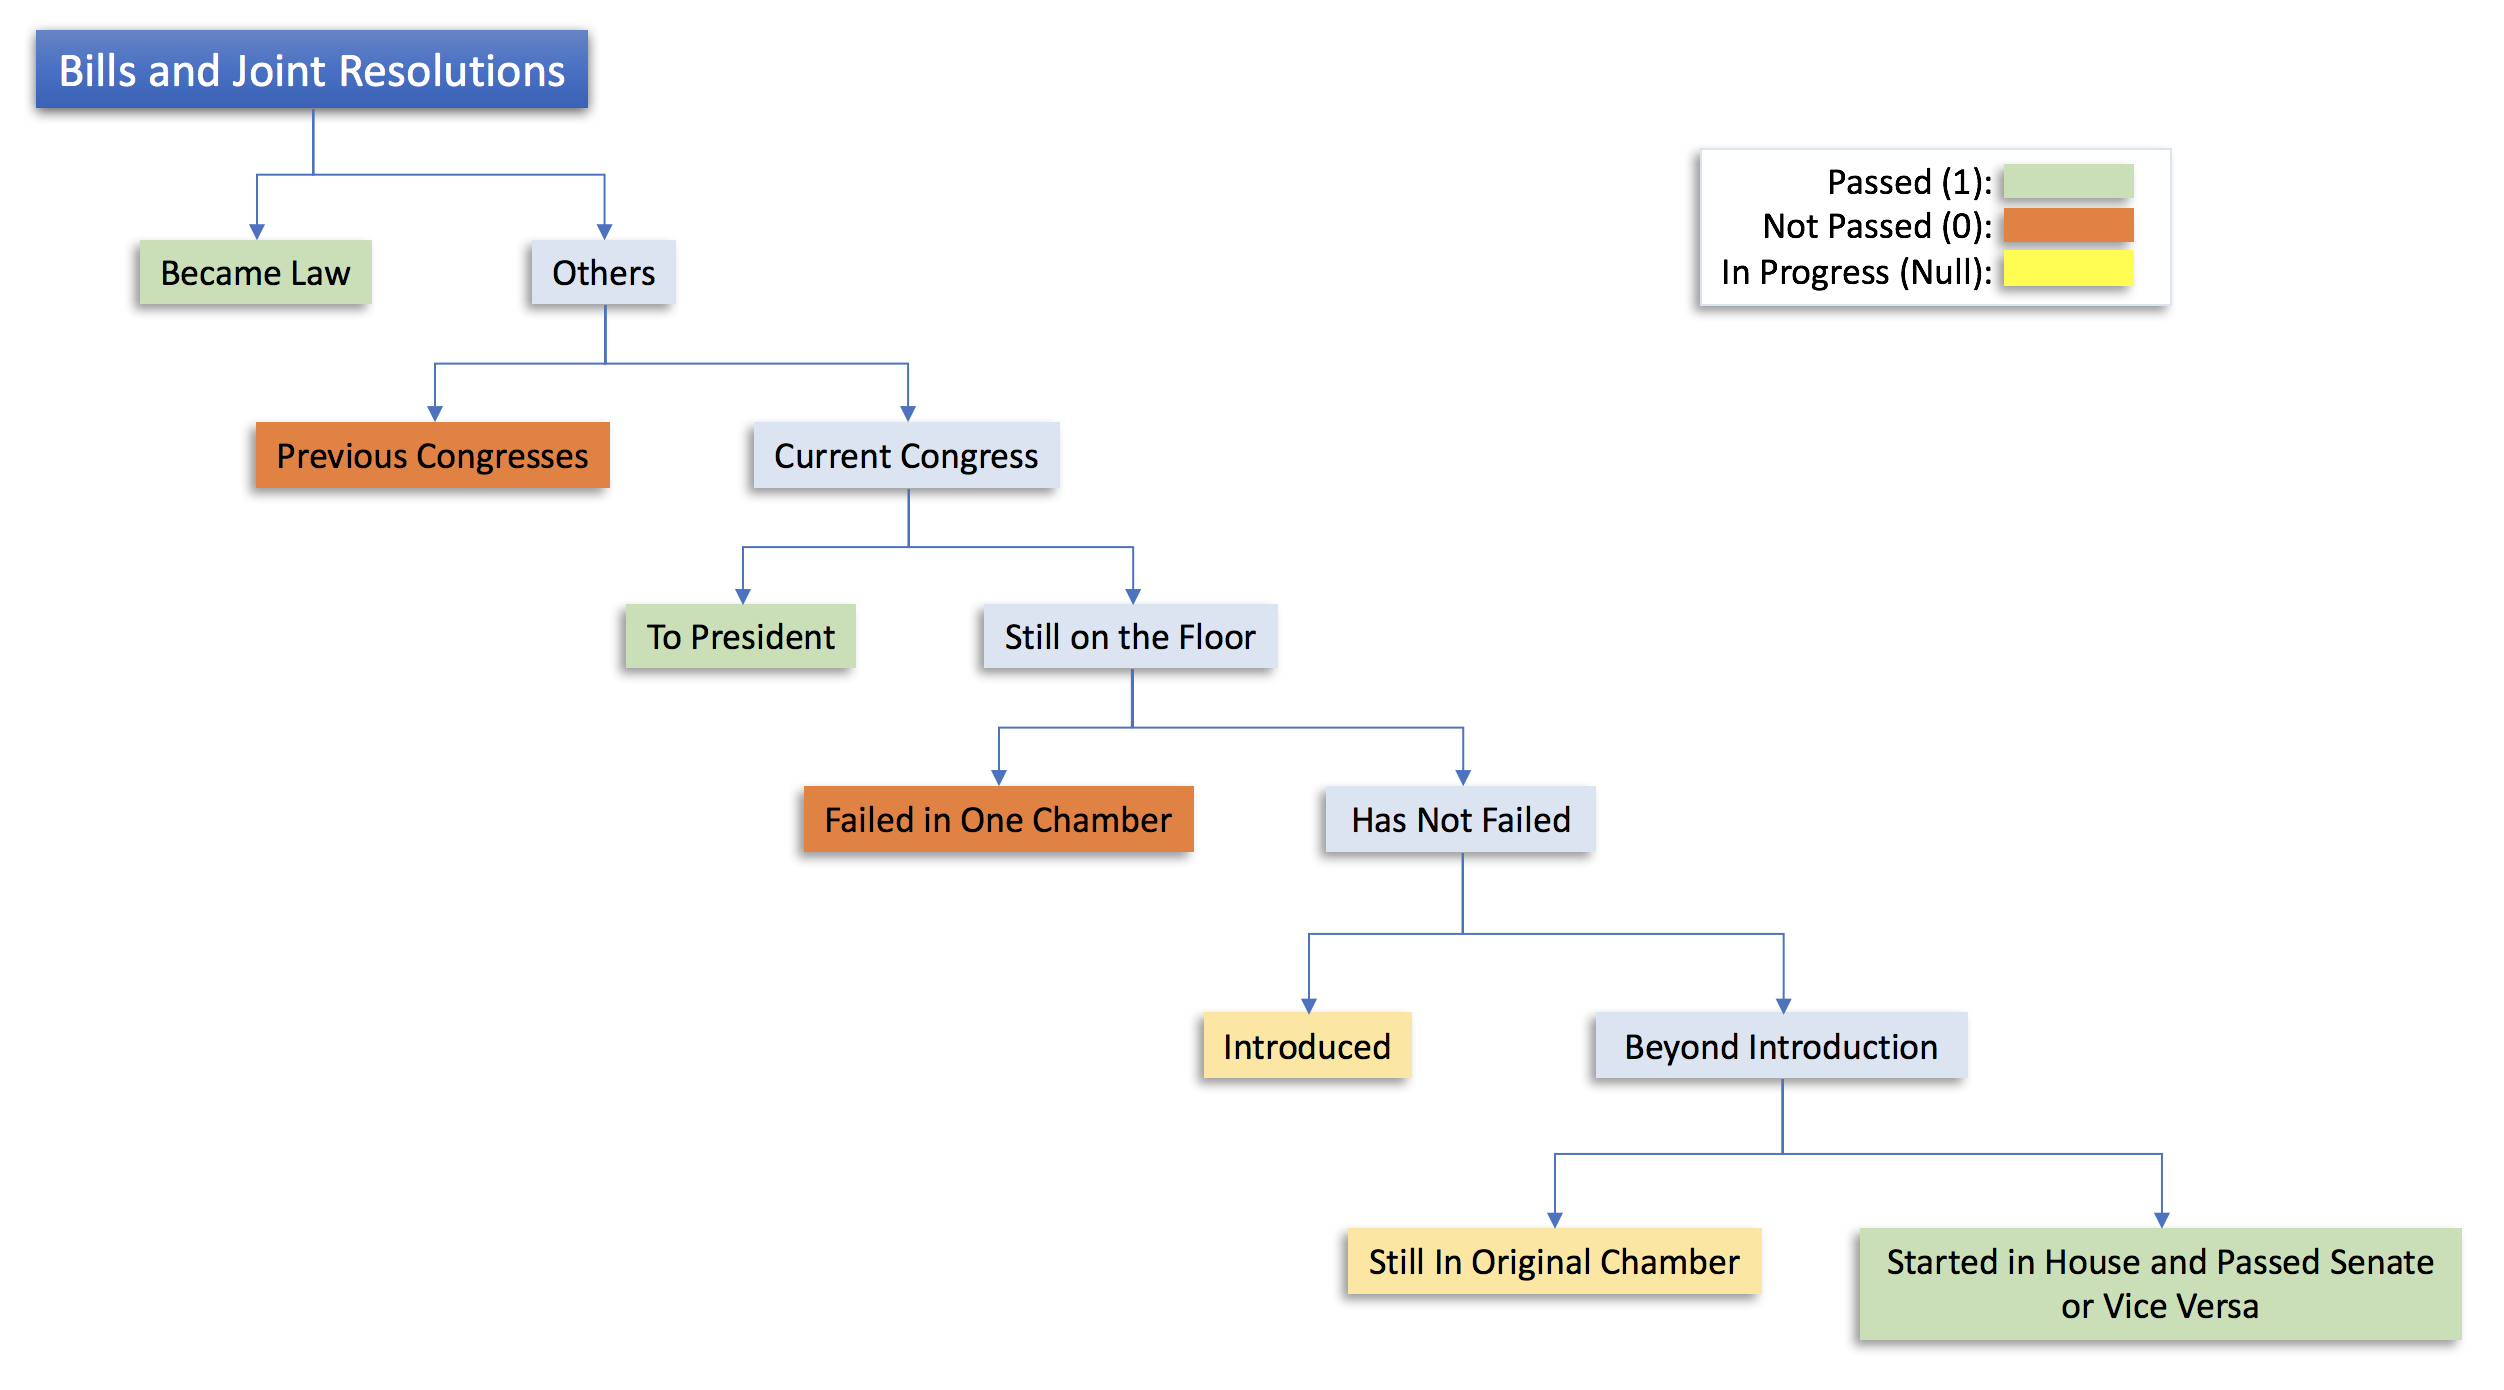 Bills and Joint Resolutions
Passed (1):
Not Passed (0):
In Progress (Null):
Became Law
Others
Previous Congresses
Current Congress
To President
Still on the Floor
Failed in One Chamber
Has Not Failed
Introduced
Beyond Introduction
Still In Original Chamber
Started in House and Passed Senate
or Vice Versa